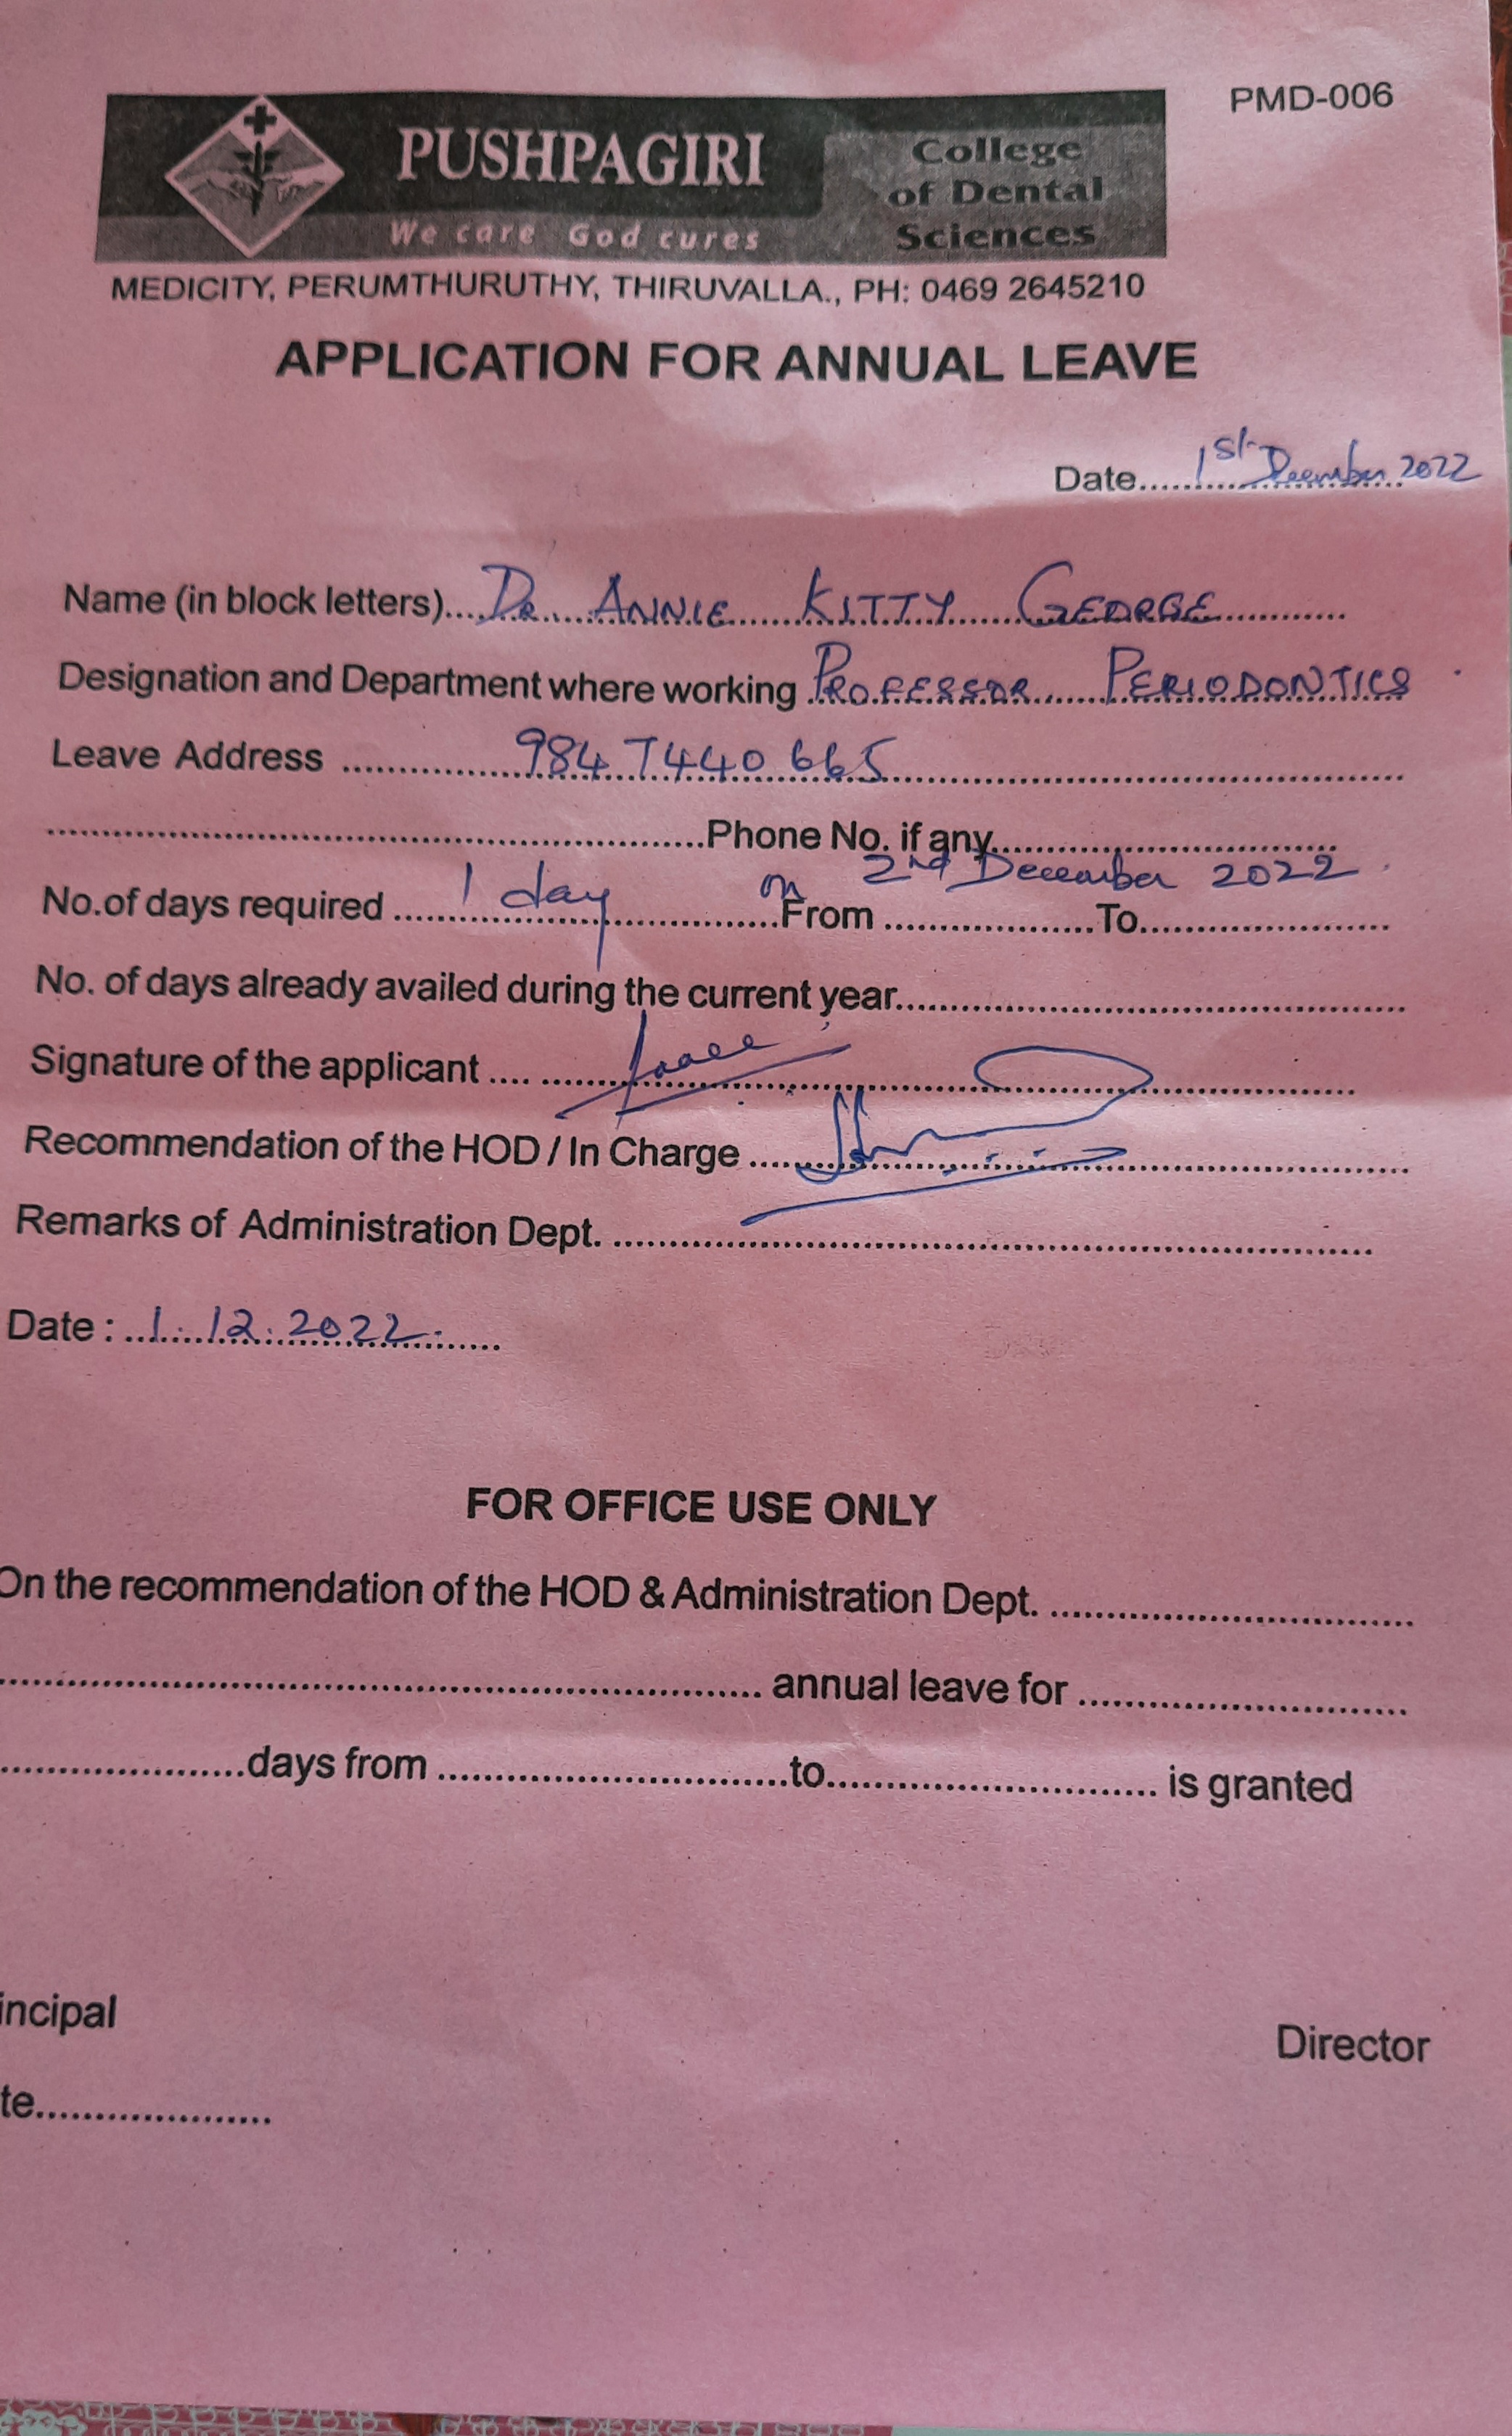 PMD-006
PUSHPAGIRI
We care God cures
College
of Dental
Sciences
MEDICITY, PERUMTHURUTHY, THIRUVALLA., PH: 0469 2645210
APPLICATION FOR ANNUAL LEAVE
Date......1st December 2022
Name (in block letters)....DR ANNIE KITTY GEORGE
Designation and Department where working PROFESSOR PERIODONTICS
Leave Address ........9847440665........
........Phone No. if any........
on 2nd December 2022
No.of days required ....1 day........From ........To........
No. of days already availed during the current year........
Signature of the applicant ........
Recommendation of the HOD / In Charge ........
Remarks of Administration Dept. ........
Date : ..1.12.2022........
FOR OFFICE USE ONLY
On the recommendation of the HOD & Administration Dept. ........
........ annual leave for ........
........days from ........to........ is granted
incipal
Director
te........